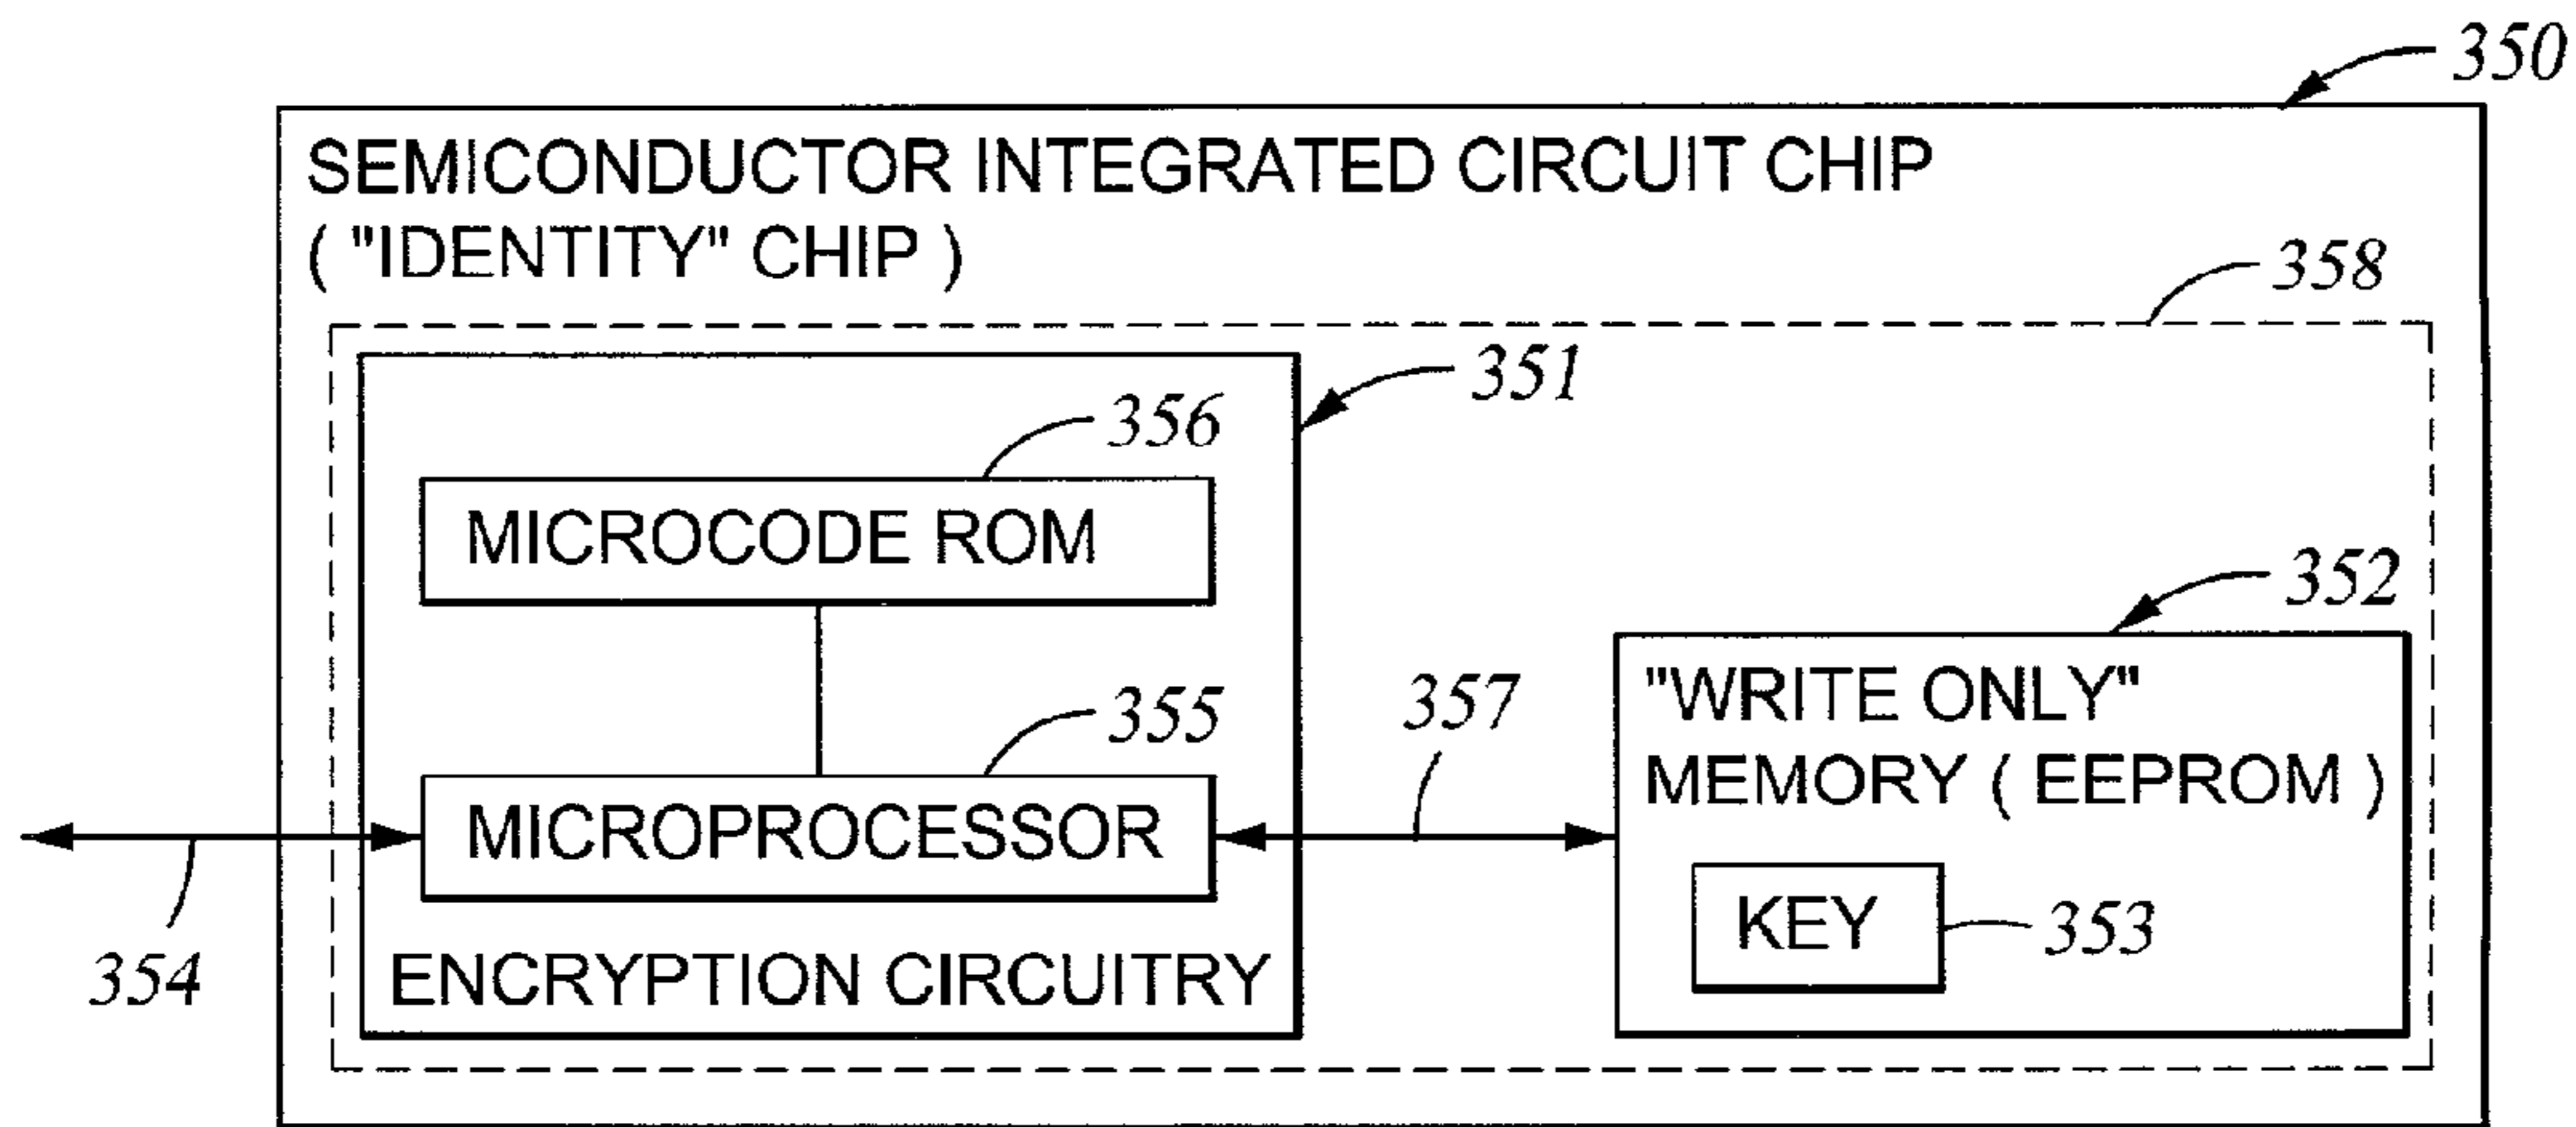 350
SEMICONDUCTOR INTEGRATED CIRCUIT CHIP
( "IDENTITY" CHIP )
358
351
356
MICROCODE ROM
352
"WRITE ONLY"
MEMORY ( EEPROM )
355
357
MICROPROCESSOR
KEY
353
354
ENCRYPTION CIRCUITRY